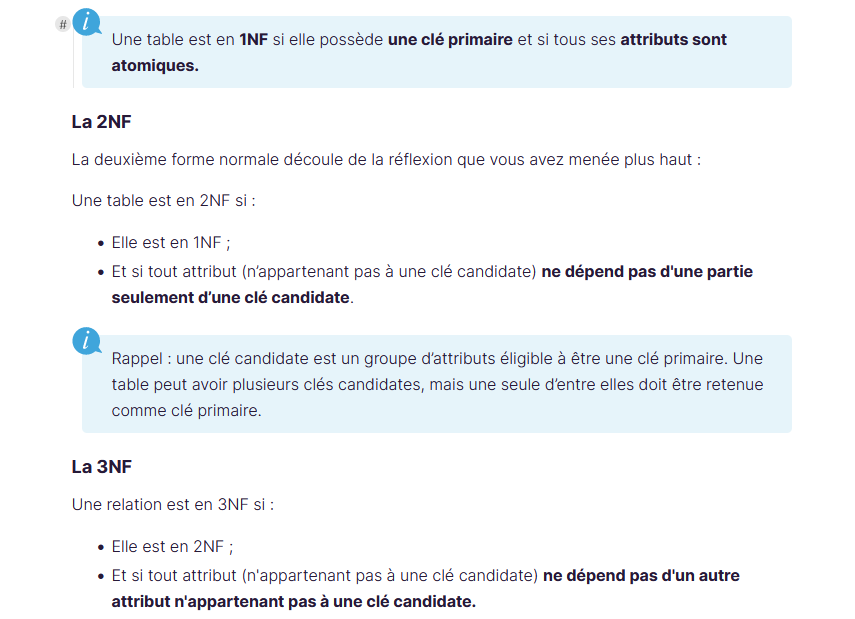 #
i
Une table est en 1NF si elle possède une clé primaire et si tous ses attributs sont
atomiques.
La 2NF
La deuxième forme normale découle de la réflexion que vous avez menée plus haut :
Une table est en 2NF si :
• Elle est en 1NF ;
• Et si tout attribut (n’appartenant pas à une clé candidate) ne dépend pas d'une partie
seulement d’une clé candidate.
i
Rappel : une clé candidate est un groupe d’attributs éligible à être une clé primaire. Une
table peut avoir plusieurs clés candidates, mais une seule d’entre elles doit être retenue
comme clé primaire.
La 3NF
Une relation est en 3NF si :
• Elle est en 2NF ;
• Et si tout attribut (n'appartenant pas à une clé candidate) ne dépend pas d'un autre
attribut n'appartenant pas à une clé candidate.